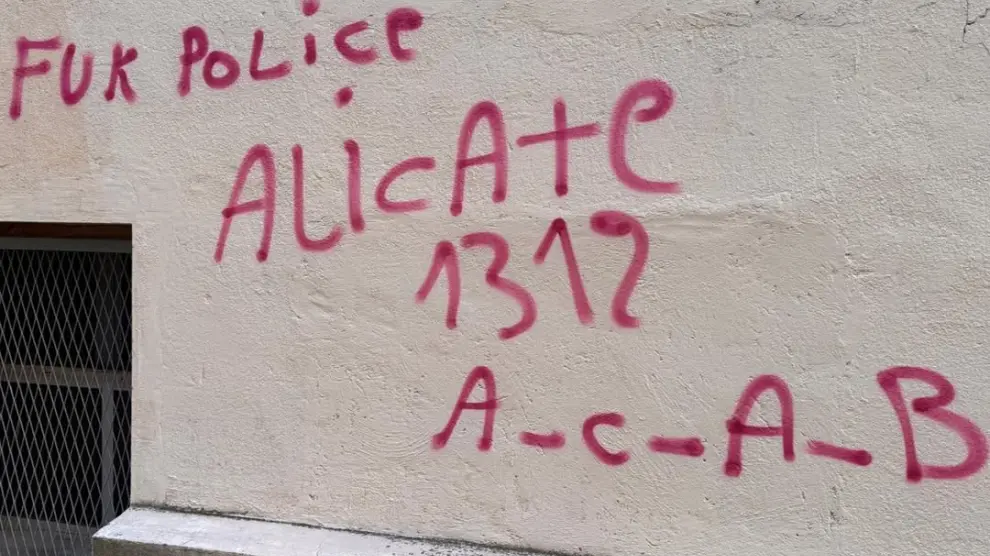 FUK POLice
ALiCAtE
1312
A-c-A-B